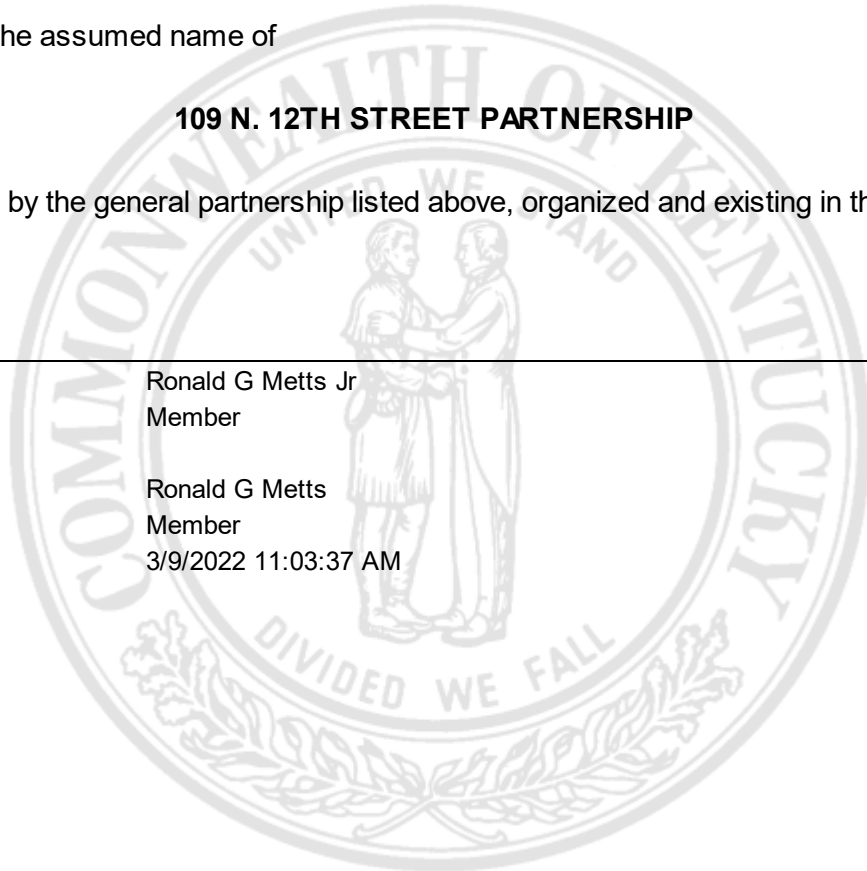 he assumed name of
109 N. 12TH STREET PARTNERSHIP
by the general partnership listed above, organized and existing in th
Ronald G Metts Jr
Member
Ronald G Metts
Member
3/9/2022 11:03:37 AM
COMMONWEALTH OF KENTUCKY
UNITED WE STAND
DIVIDED WE FALL